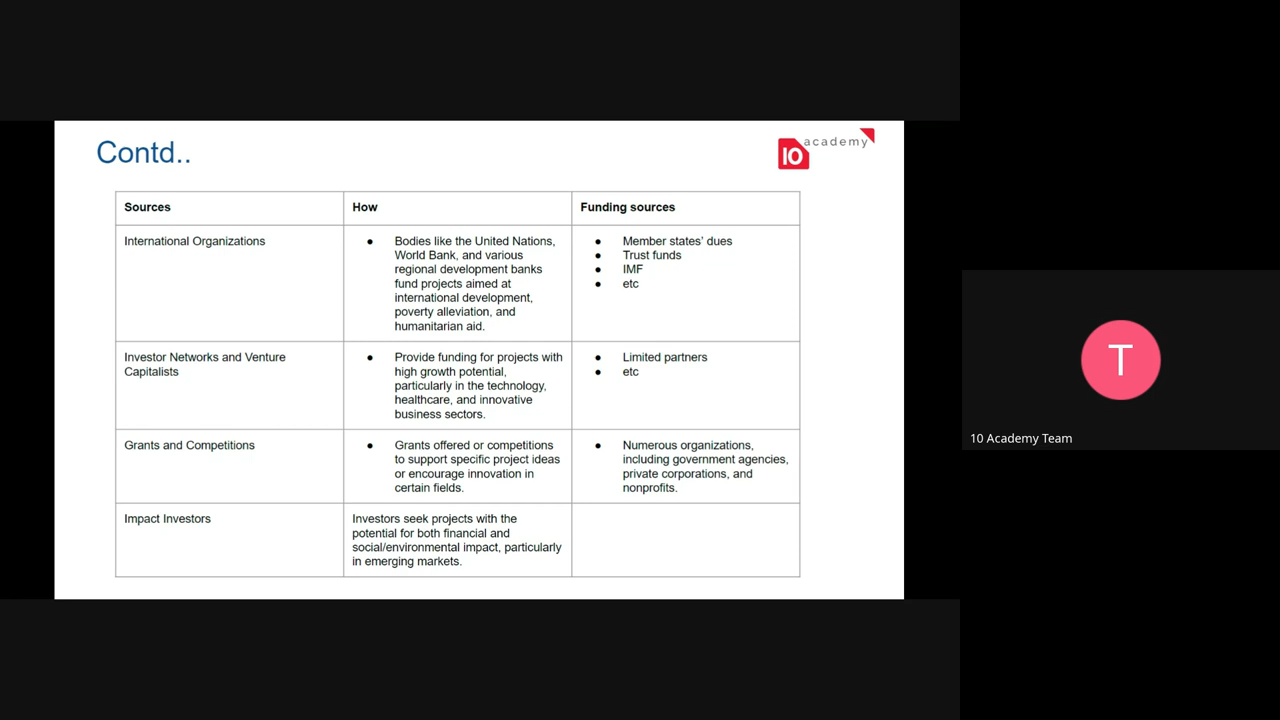 Contd..
10 academy
Sources
How
Funding sources
International Organizations
● Bodies like the United Nations,
World Bank, and various
regional development banks
fund projects aimed at
international development,
poverty alleviation, and
humanitarian aid.
● Member states’ dues
● Trust funds
● IMF
● etc
Investor Networks and Venture
Capitalists
● Provide funding for projects with
high growth potential,
particularly in the technology,
healthcare, and innovative
business sectors.
● Limited partners
● etc
Grants and Competitions
● Grants offered or competitions
to support specific project ideas
or encourage innovation in
certain fields.
● Numerous organizations,
including government agencies,
private corporations, and
nonprofits.
Impact Investors
Investors seek projects with the
potential for both financial and
social/environmental impact, particularly
in emerging markets.
T
10 Academy Team